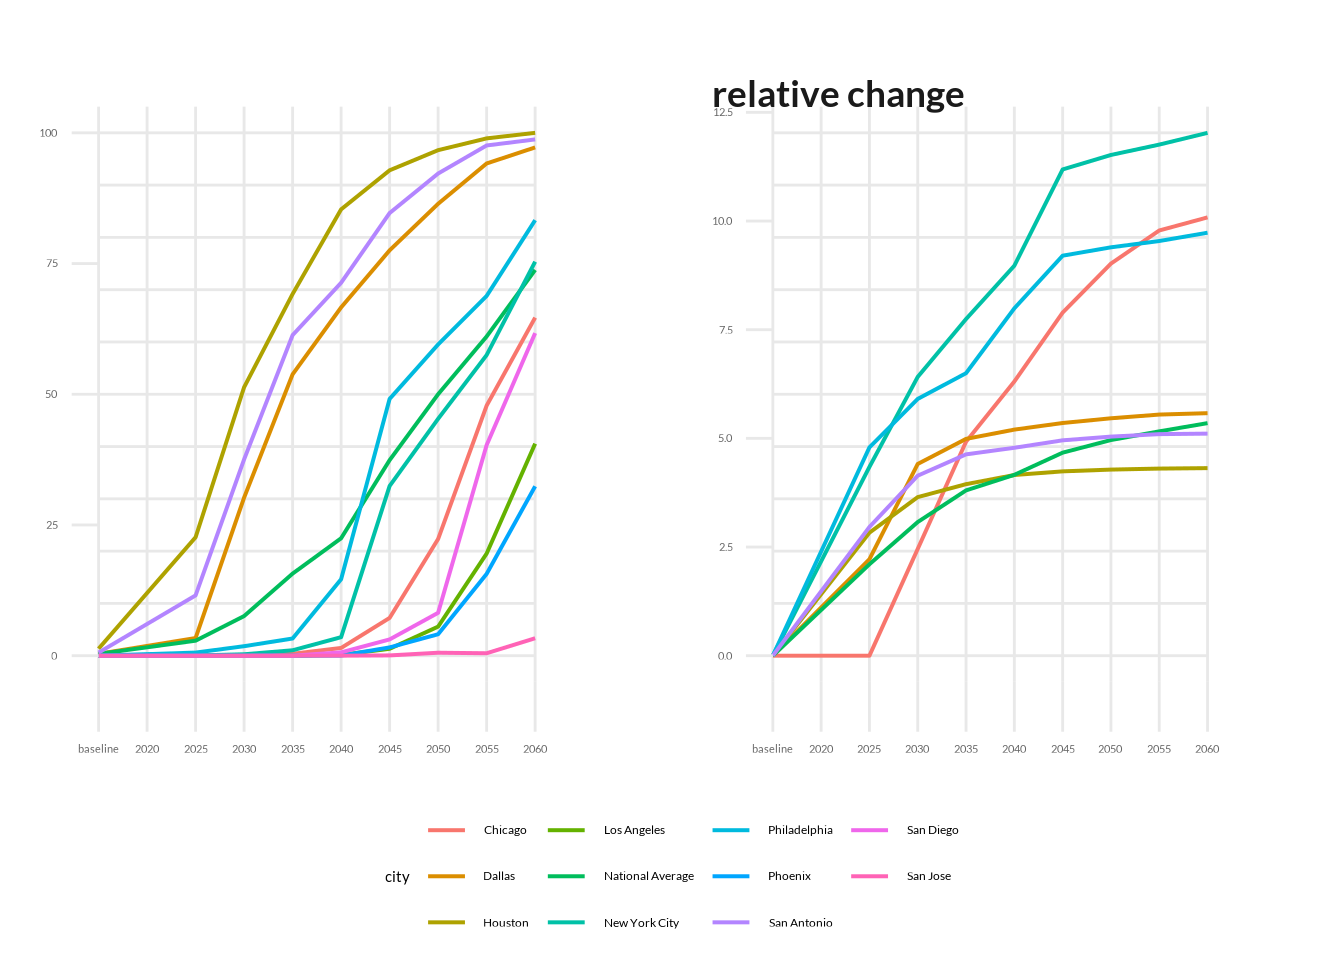 relative change
100
75
50
25
0
baseline 2020 2025 2030 2035 2040 2045 2050 2055 2060
12.5
10.0
7.5
5.0
2.5
0.0
baseline 2020 2025 2030 2035 2040 2045 2050 2055 2060
city
Chicago Los Angeles Philadelphia San Diego
Dallas National Average Phoenix San Jose
Houston New York City San Antonio